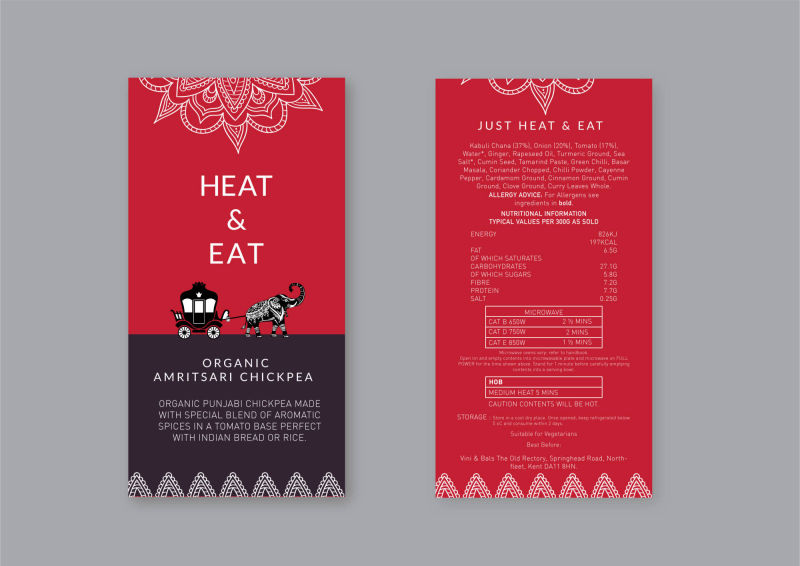 HEAT
&
EAT
ORGANIC
AMRITSARI CHICKPEA
ORGANIC PUNJABI CHICKPEA MADE
WITH SPECIAL BLEND OF AROMATIC
SPICES IN A TOMATO BASE PERFECT
WITH INDIAN BREAD OR RICE.
JUST HEAT & EAT
Kabuli Chana (37%), Onion (20%), Tomato (17%),
Water*, Ginger, Rapeseed Oil, Turmeric Ground, Sea
Salt*, Cumin Seed, Tamarind Paste, Green Chilli, Basar
Masala, Coriander Chopped, Chilli Powder, Cayenne
Pepper, Cardamom Ground, Cinnamon Ground, Cumin
Ground, Clove Ground, Curry Leaves Whole.
ALLERGY ADVICE: For Allergens see
ingredients in bold.
NUTRITIONAL INFORMATION
TYPICAL VALUES PER 300G AS SOLD
ENERGY 826KJ
197KCAL
FAT 6.5G
OF WHICH SATURATES
CARBOHYDRATES 27.1G
OF WHICH SUGARS 5.8G
FIBRE 7.2G
PROTEIN 7.7G
SALT 0.25G
MICROWAVE
CAT B 650W 2 ½ MINS
CAT D 750W 2 MINS
CAT E 850W 1 ½ MINS
Microwave ovens vary, refer to handbook.
Open lid and empty contents into microwavable plate and microwave on FULL
POWER for the time shown above. Stand for 1 minute before carefully emptying
contents into a serving bowl.
HOB
MEDIUM HEAT 5 MINS
CAUTION CONTENTS WILL BE HOT.
STORAGE : Store in a cool dry place. Once opened, keep refrigerated below
5 oC and consume within 2 days.
Suitable for Vegetarians
Best Before:
Vini & Bals The Old Rectory, Springhead Road, North-
fleet, Kent DA11 8HN.